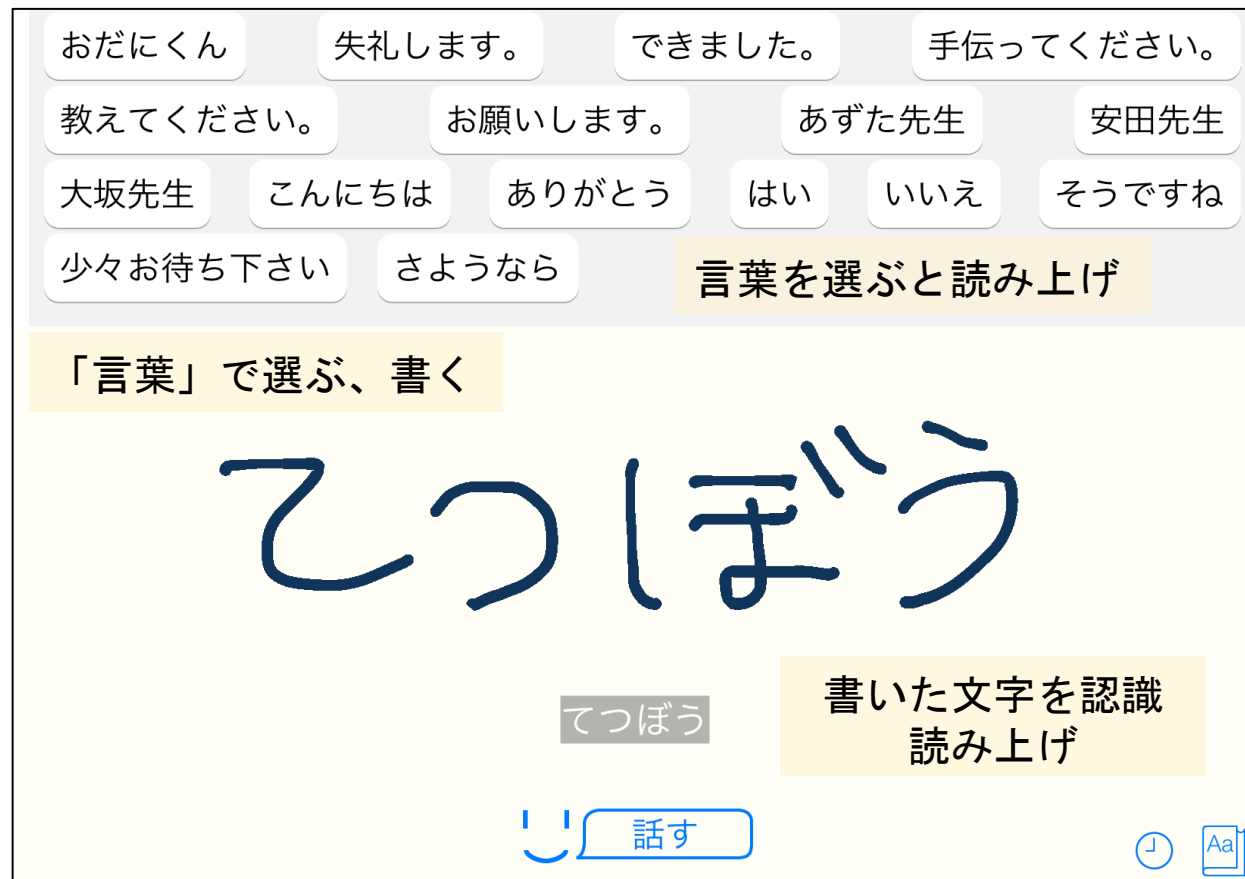 おだにくん 失礼します。 できました。 手伝ってください。
教えてください。 お願いします。 あずた先生 安田先生
大坂先生 こんにちは ありがとう はい いいえ そうですね
少々お待ち下さい さようなら 言葉を選ぶと読み上げ
「言葉」で選ぶ、書く
てつぼう
てつぼう
書いた文字を認識
読み上げ
話す
Aa